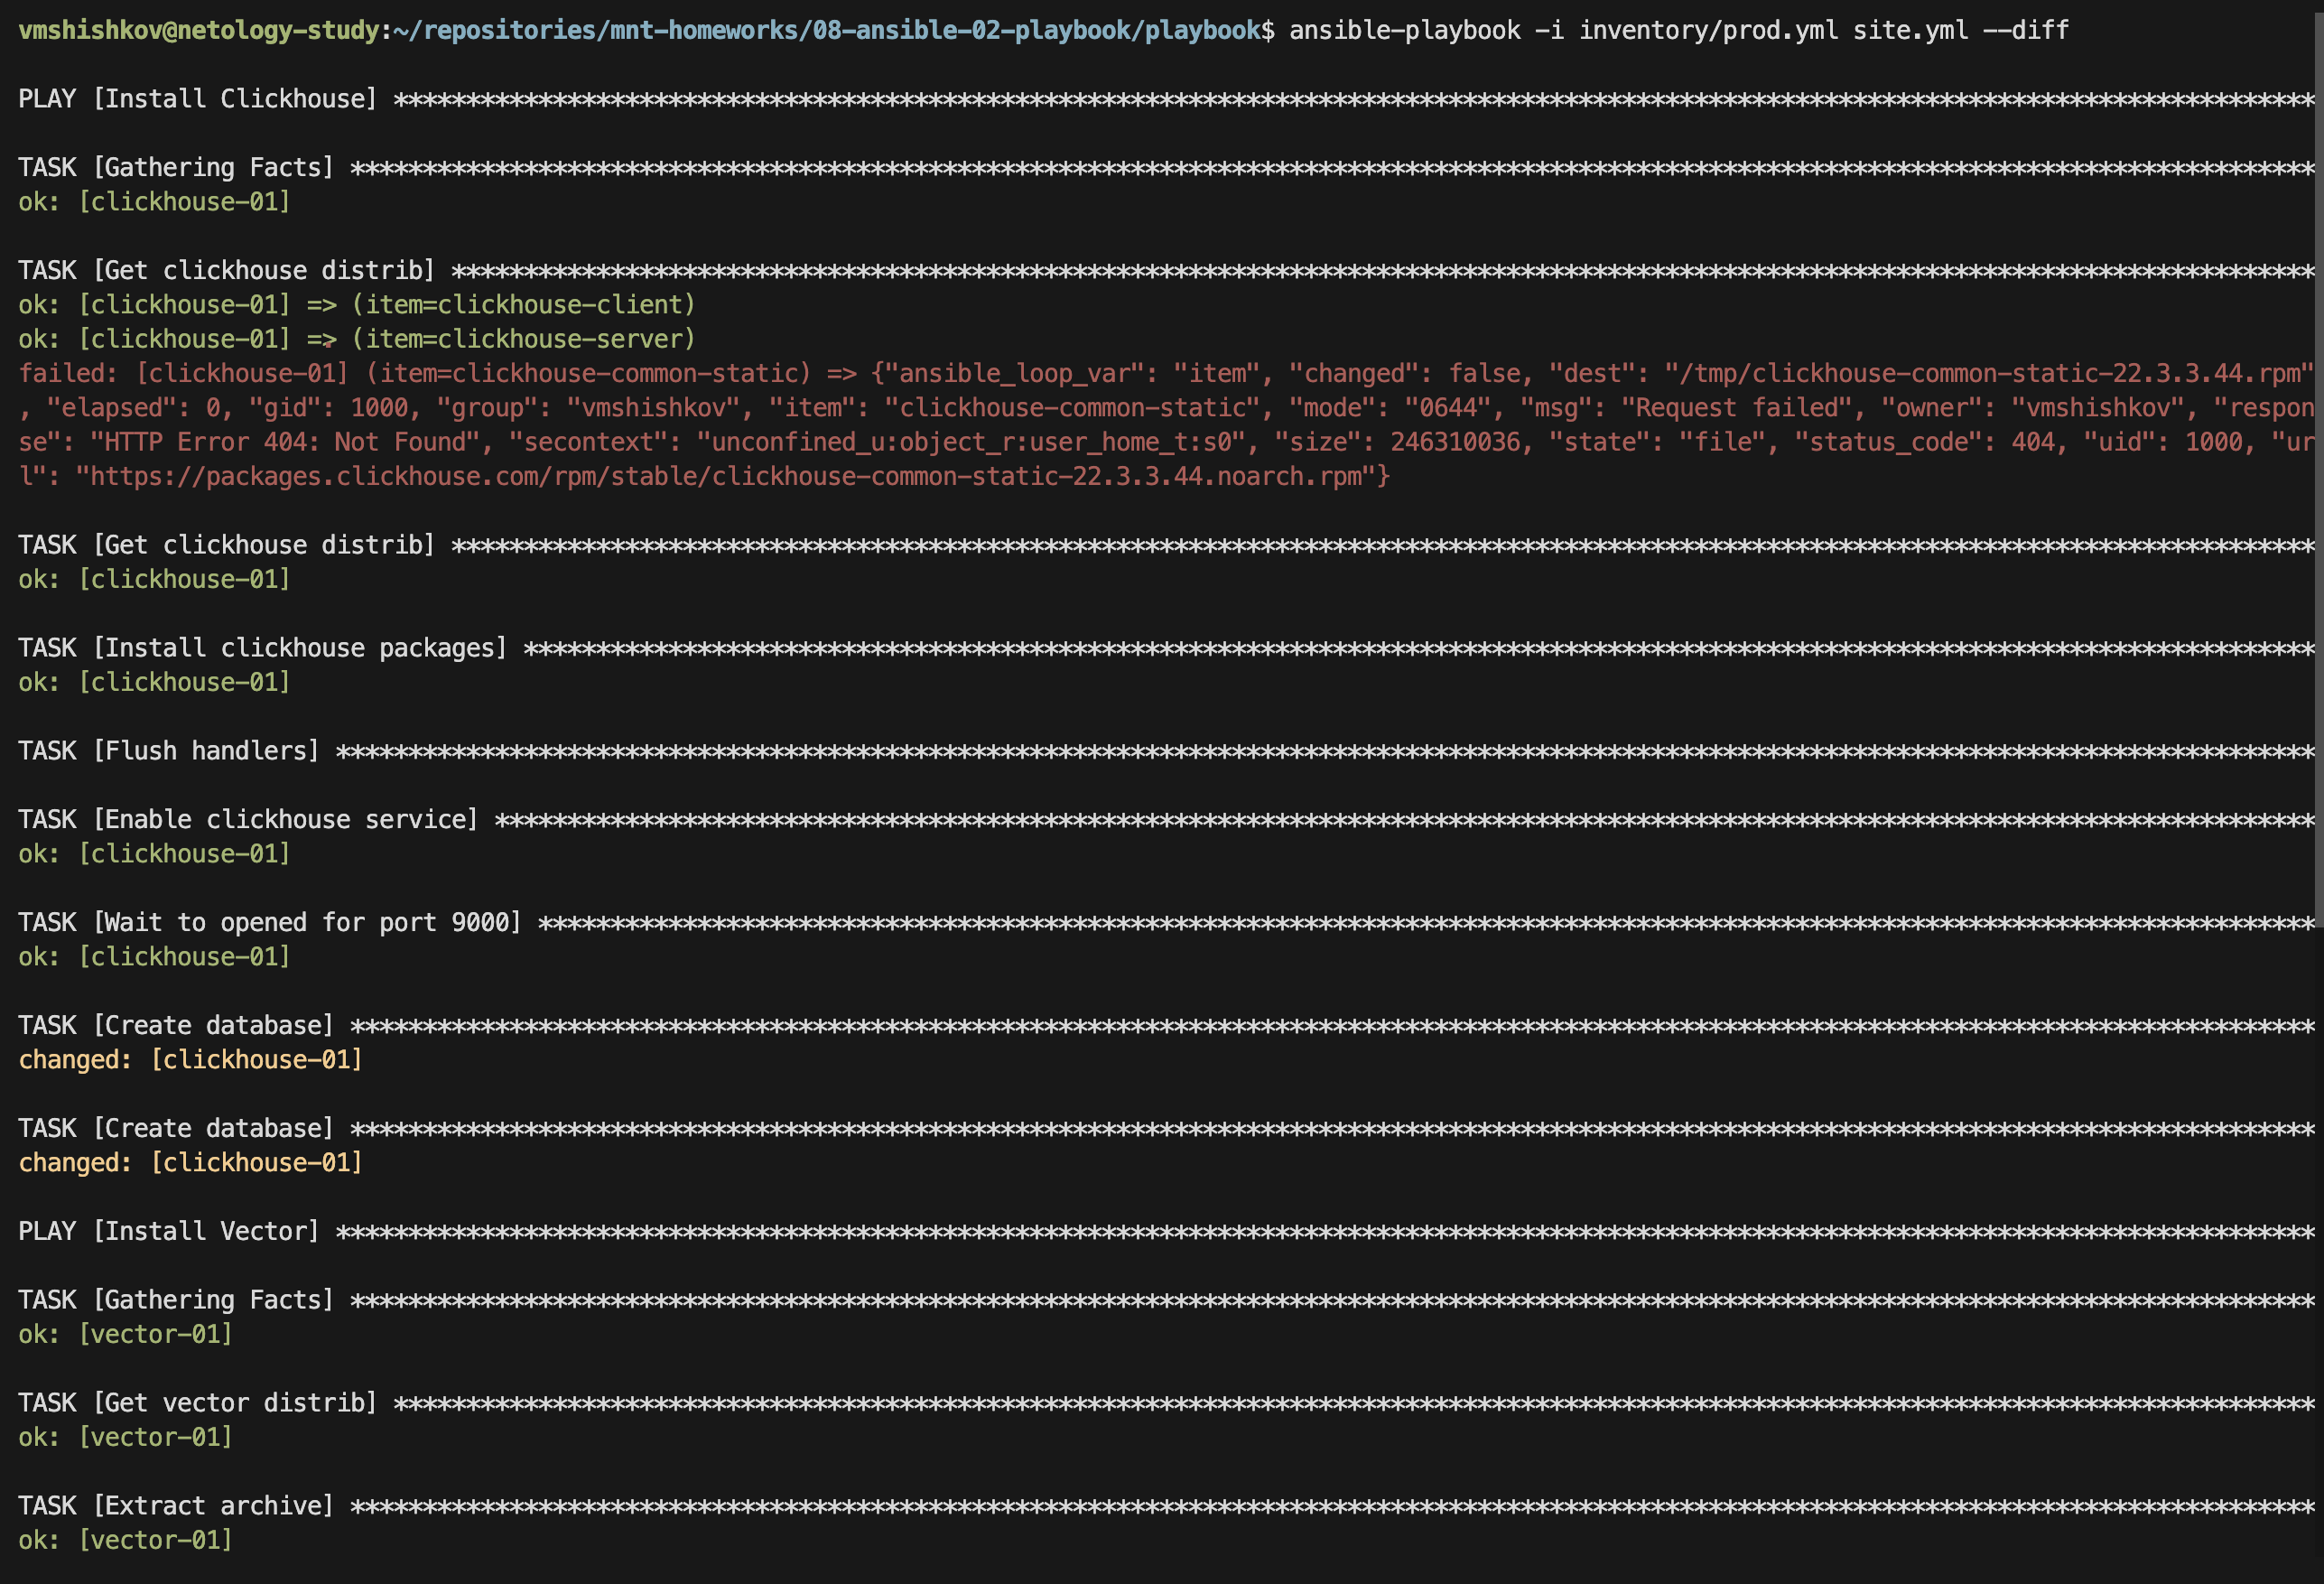 vmshishkov@netology-study:~/repositories/mnt-homeworks/08-ansible-02-playbook/playbook$ ansible-playbook -i inventory/prod.yml site.yml --diff
PLAY [Install Clickhouse] *************************************************************************************************************************************
TASK [Gathering Facts] ****************************************************************************************************************************************
ok: [clickhouse-01]
TASK [Get clickhouse distrib] *********************************************************************************************************************************
ok: [clickhouse-01] => (item=clickhouse-client)
ok: [clickhouse-01] => (item=clickhouse-server)
failed: [clickhouse-01] (item=clickhouse-common-static) => {"ansible_loop_var": "item", "changed": false, "dest": "/tmp/clickhouse-common-static-22.3.3.44.rpm"
, "elapsed": 0, "gid": 1000, "group": "vmshishkov", "item": "clickhouse-common-static", "mode": "0644", "msg": "Request failed", "owner": "vmshishkov", "respon
se": "HTTP Error 404: Not Found", "secontext": "unconfined_u:object_r:user_home_t:s0", "size": 246310036, "state": "file", "status_code": 404, "uid": 1000, "ur
l": "https://packages.clickhouse.com/rpm/stable/clickhouse-common-static-22.3.3.44.noarch.rpm"}
TASK [Get clickhouse distrib] *********************************************************************************************************************************
ok: [clickhouse-01]
TASK [Install clickhouse packages] ****************************************************************************************************************************
ok: [clickhouse-01]
TASK [Flush handlers] *****************************************************************************************************************************************
TASK [Enable clickhouse service] ******************************************************************************************************************************
ok: [clickhouse-01]
TASK [Wait to opened for port 9000] ***************************************************************************************************************************
ok: [clickhouse-01]
TASK [Create database] ****************************************************************************************************************************************
changed: [clickhouse-01]
TASK [Create database] ****************************************************************************************************************************************
changed: [clickhouse-01]
PLAY [Install Vector] *****************************************************************************************************************************************
TASK [Gathering Facts] ****************************************************************************************************************************************
ok: [vector-01]
TASK [Get vector distrib] *************************************************************************************************************************************
ok: [vector-01]
TASK [Extract archive] ****************************************************************************************************************************************
ok: [vector-01]